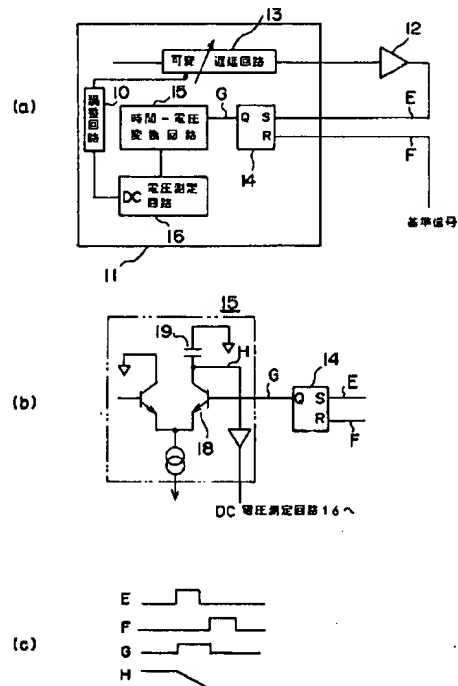 (a)
13
可変 遅延回路
12
10
調整回路
15
時間-電圧
変換回路
G
Q S
R
14
E
F
DC 電圧測定
回路
16
基準信号
11
(b)
15
19
H
G
14
Q S
R
E
F
18
DC 電圧測定回路16へ
(c)
E
F
G
H